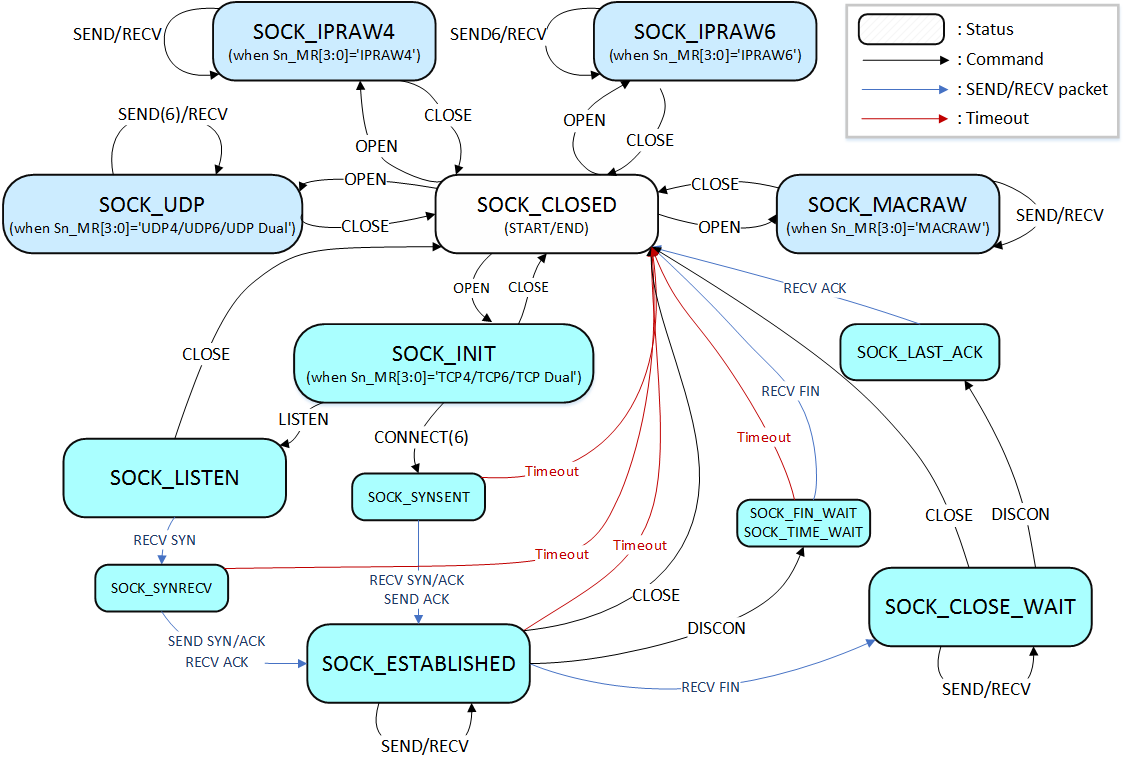 SOCK_IPRAW4
(when Sn_MR[3:0]='IPRAW4')
SEND/RECV
SOCK_IPRAW6
(when Sn_MR[3:0]='IPRAW6')
SEND6/RECV
: Status
: Command
: SEND/RECV packet
: Timeout
SEND(6)/RECV
CLOSE
OPEN
OPEN
CLOSE
SOCK_UDP
(when Sn_MR[3:0]='UDP4/UDP6/UDP Dual')
OPEN
CLOSE
SOCK_CLOSED
(START/END)
CLOSE
OPEN
SOCK_MACRAW
(when Sn_MR[3:0]='MACRAW')
SEND/RECV
OPEN
CLOSE
RECV ACK
SOCK_INIT
(when Sn_MR[3:0]='TCP4/TCP6/TCP Dual')
CLOSE
SOCK_LAST_ACK
RECV FIN
LISTEN
CONNECT(6)
Timeout
SOCK_LISTEN
Timeout
SOCK_SYNSENT
SOCK_FIN_WAIT
SOCK_TIME_WAIT
CLOSE
DISCON
RECV SYN
Timeout
Timeout
SOCK_SYNRECV
RECV SYN/ACK
SEND ACK
CLOSE
SOCK_CLOSE_WAIT
SEND SYN/ACK
RECV ACK
SOCK_ESTABLISHED
DISCON
RECV FIN
SEND/RECV
SEND/RECV